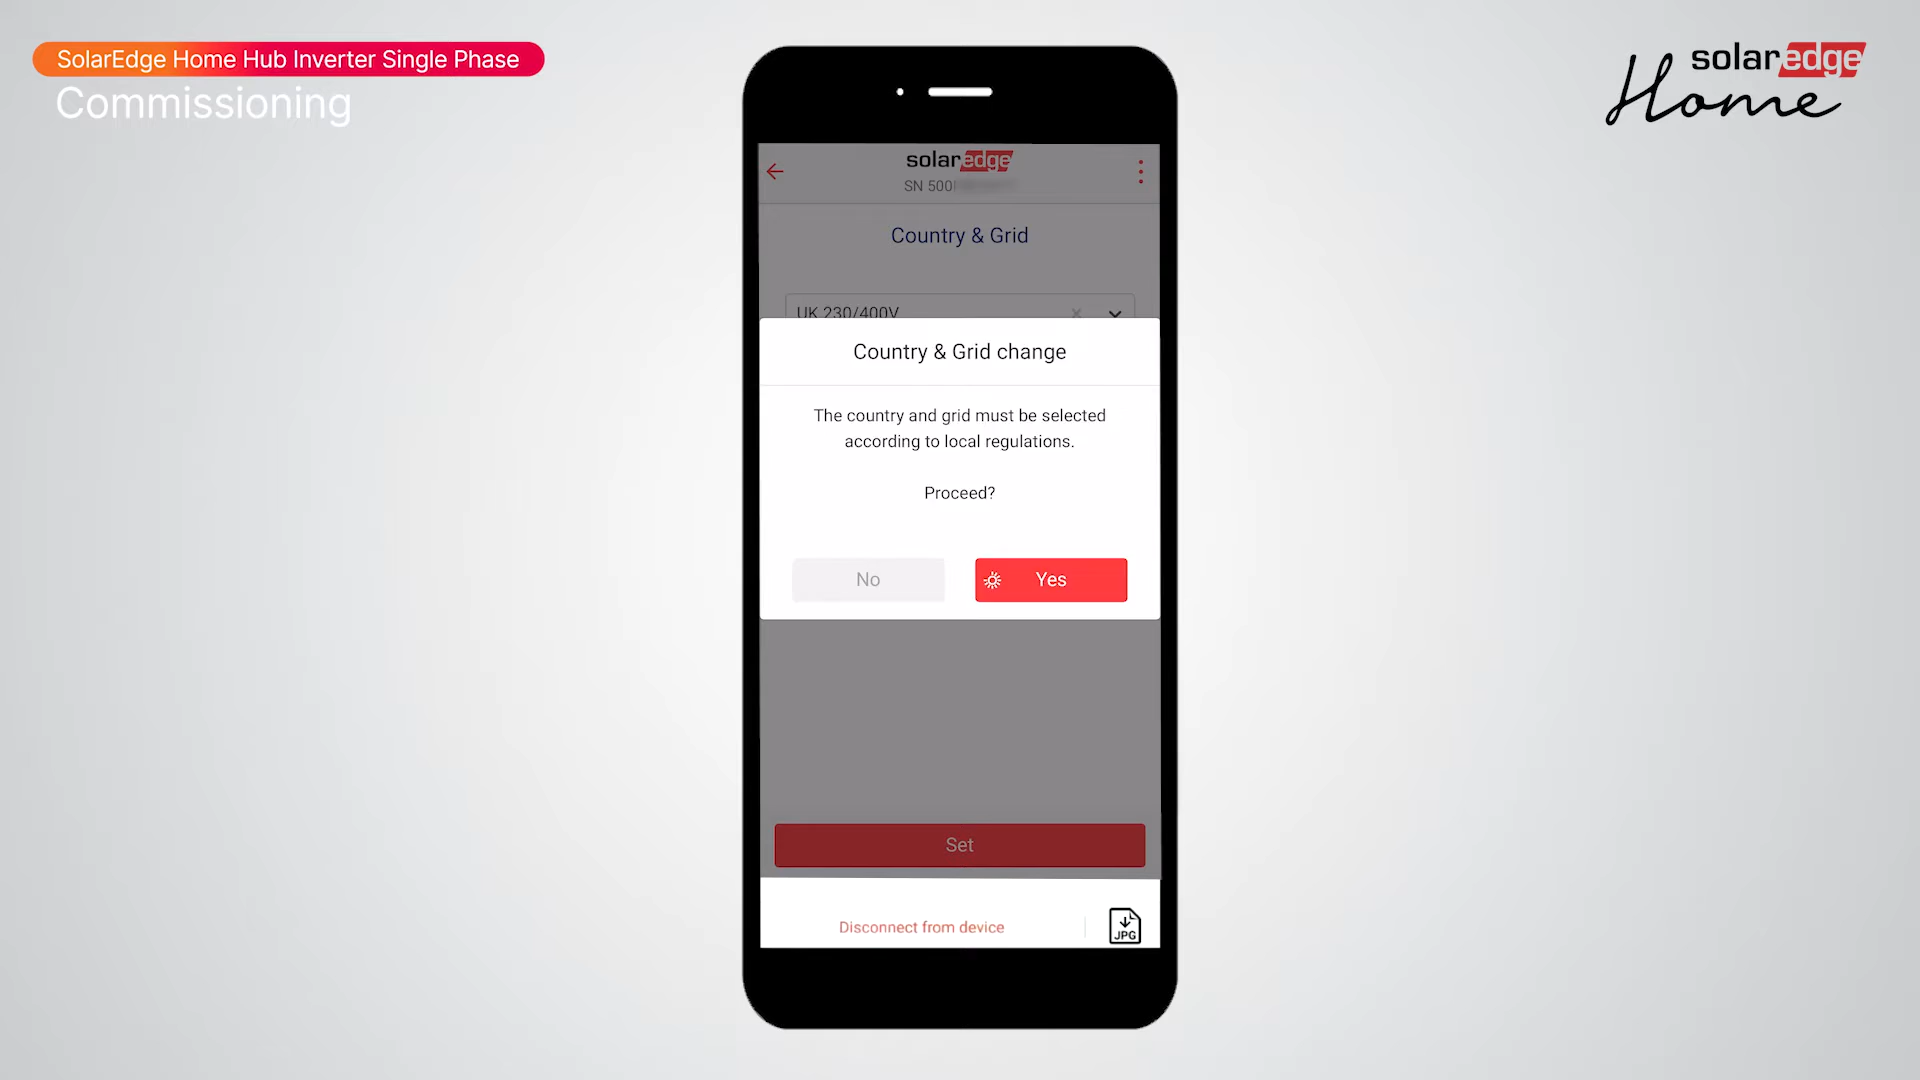 SolarEdge Home Hub Inverter Single Phase
Commissioning
solaredge
Home
solaredge
SN 500
Country & Grid
UK 230/400V
Country & Grid change
The country and grid must be selected
according to local regulations.
Proceed?
No
Yes
Set
Disconnect from device
JPG